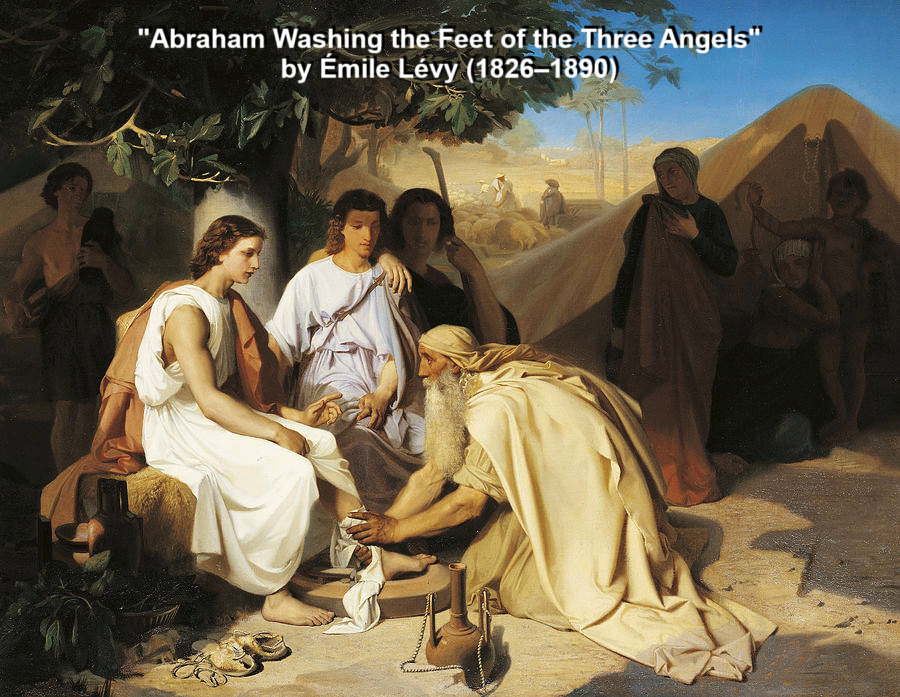 "Abraham Washing the Feet of the Three Angels"
by Émile Lévy (1826–1890)